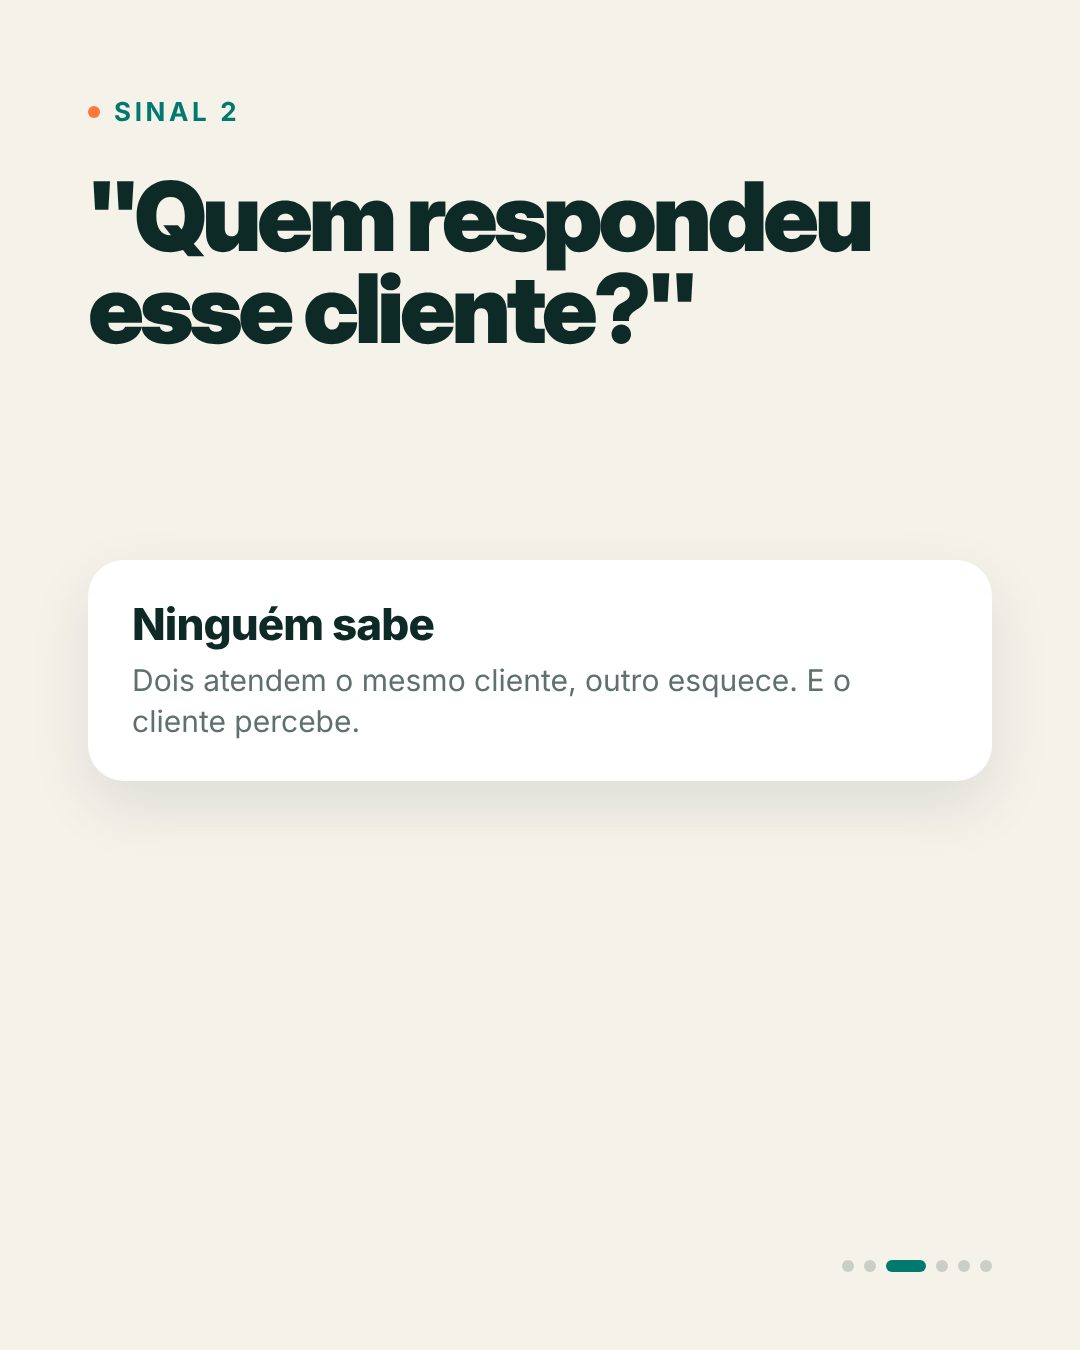 SINAL 2
"Quem respondeu
esse cliente?"
Ninguém sabe
Dois atendem o mesmo cliente, outro esquece. E o
cliente percebe.